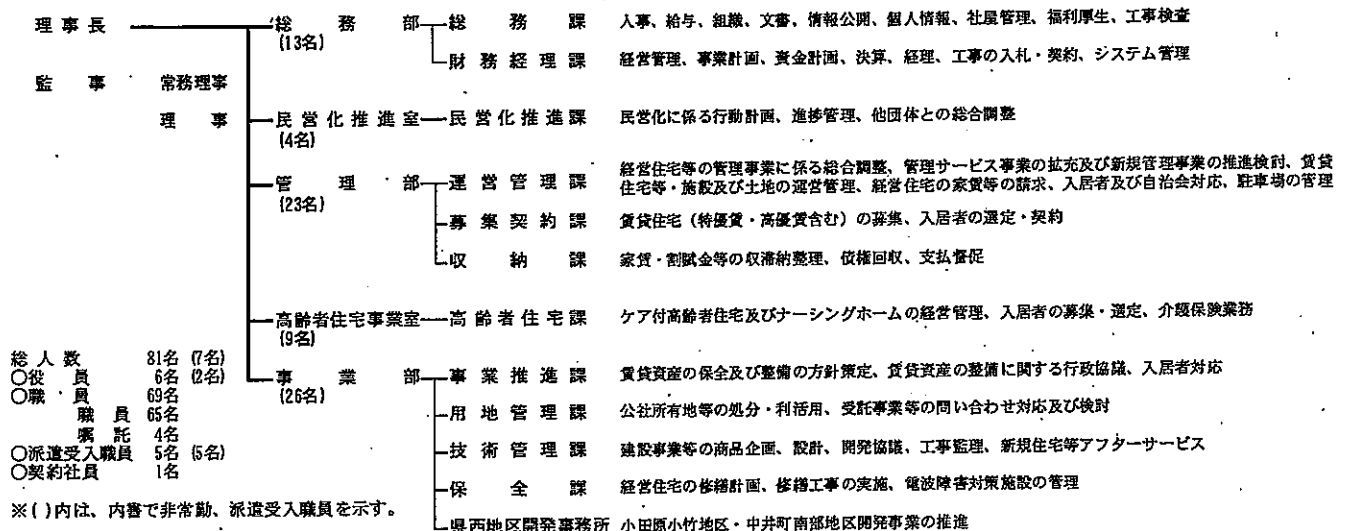 理事長
監事 常務理事
理事
総務部 総務課 人事、給与、組織、文書、情報公開、個人情報、社屋管理、福利厚生、工事検査
(13名)
財務経理課 経営管理、事業計画、資金計画、決算、経理、工事の入札・契約、システム管理
民営化推進室 民営化推進課 民営化に係る行動計画、進捗管理、他団体との総合調整
(4名)
管理部 運営管理課 経営住宅等の管理事業に係る総合調整、管理サービス事業の拡充及び新規管理事業の推進検討、賃貸
住宅等・施設及び土地の運営管理、経営住宅の家賃等の請求、入居者及び自治会対応、駐車場の管理
(23名)
募集契約課 賃貸住宅（特優賃・高優賃含む）の募集、入居者の選定・契約
収納課 家賃・割賦金等の収滞納整理、債権回収、支払督促
高齢者住宅事業室 高齢者住宅課 ケア付高齢者住宅及びナーシングホームの経営管理、入居者の募集・選定、介護保険業務
(9名)
事業部 事業推進課 賃貸資産の保全及び整備の方針策定、賃貸資産の整備に関する行政協議、入居者対応
(26名)
用地管理課 公社所有地等の処分・利活用、受託事業等の問い合わせ対応及び検討
技術管理課 建設事業等の商品企画、設計、開発協議、工事監理、新規住宅等アフターサービス
保全課 経営住宅の修繕計画、修繕工事の実施、電波障害対策施設の管理
県西地区開発事務所 小田原小竹地区・中井町南部地区開発事業の推進
総人数 81名 (7名)
○役員 6名 (2名)
○職員 69名
職員 65名
嘱託 4名
○派遣受入職員 5名 (5名)
○契約社員 1名
※( )内は、内書で非常勤、派遣受入職員を示す。